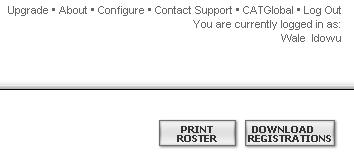 Upgrade • About • Configure • Contact Support • CATGlobal • Log Out
You are currently logged in as:
Wale Idowu
PRINT ROSTER
DOWNLOAD REGISTRATIONS